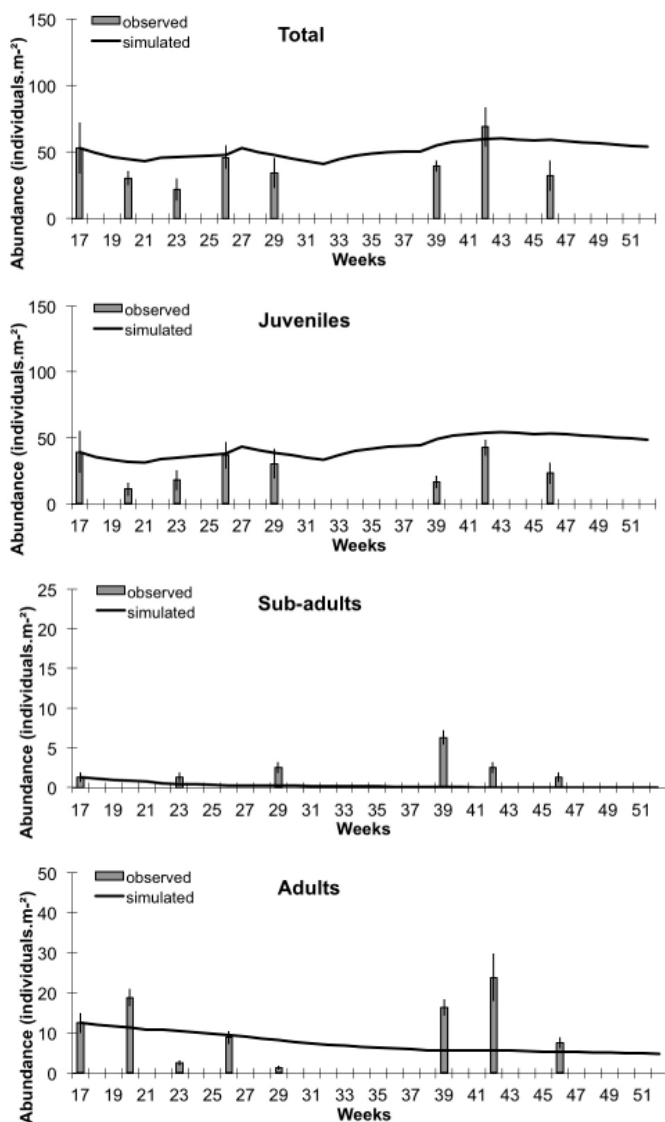 Abundance (individuals.m-²)
150
100
50
0
observed
simulated
Total
17 19 21 23 25 27 29 31 33 35 37 39 41 43 45 47 49 51
Weeks
Abundance (individuals.m-²)
150
100
50
0
observed
simulated
Juveniles
17 19 21 23 25 27 29 31 33 35 37 39 41 43 45 47 49 51
Weeks
Abundance (individuals.m-²)
25
20
15
10
5
0
observed
simulated
Sub-adults
17 19 21 23 25 27 29 31 33 35 37 39 41 43 45 47 49 51
Weeks
Abundance (individuals.m-²)
50
40
30
20
10
0
observed
simulated
Adults
17 19 21 23 25 27 29 31 33 35 37 39 41 43 45 47 49 51
Weeks